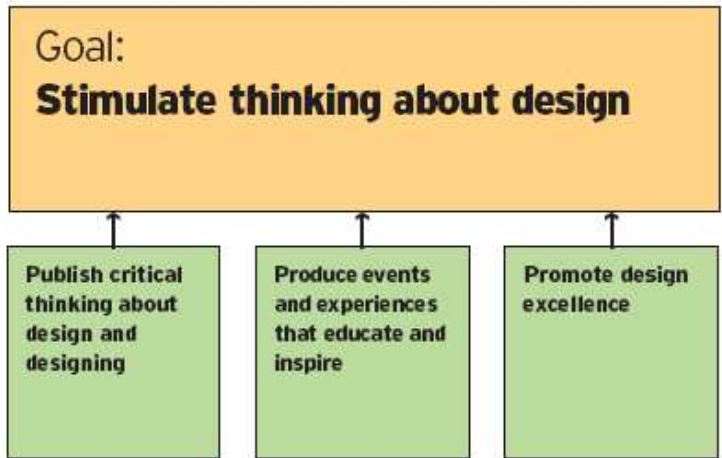 Goal:
Stimulate thinking about design
Publish critical
thinking about
design and
designing
Produce events
and experiences
that educate and
inspire
Promote design
excellence